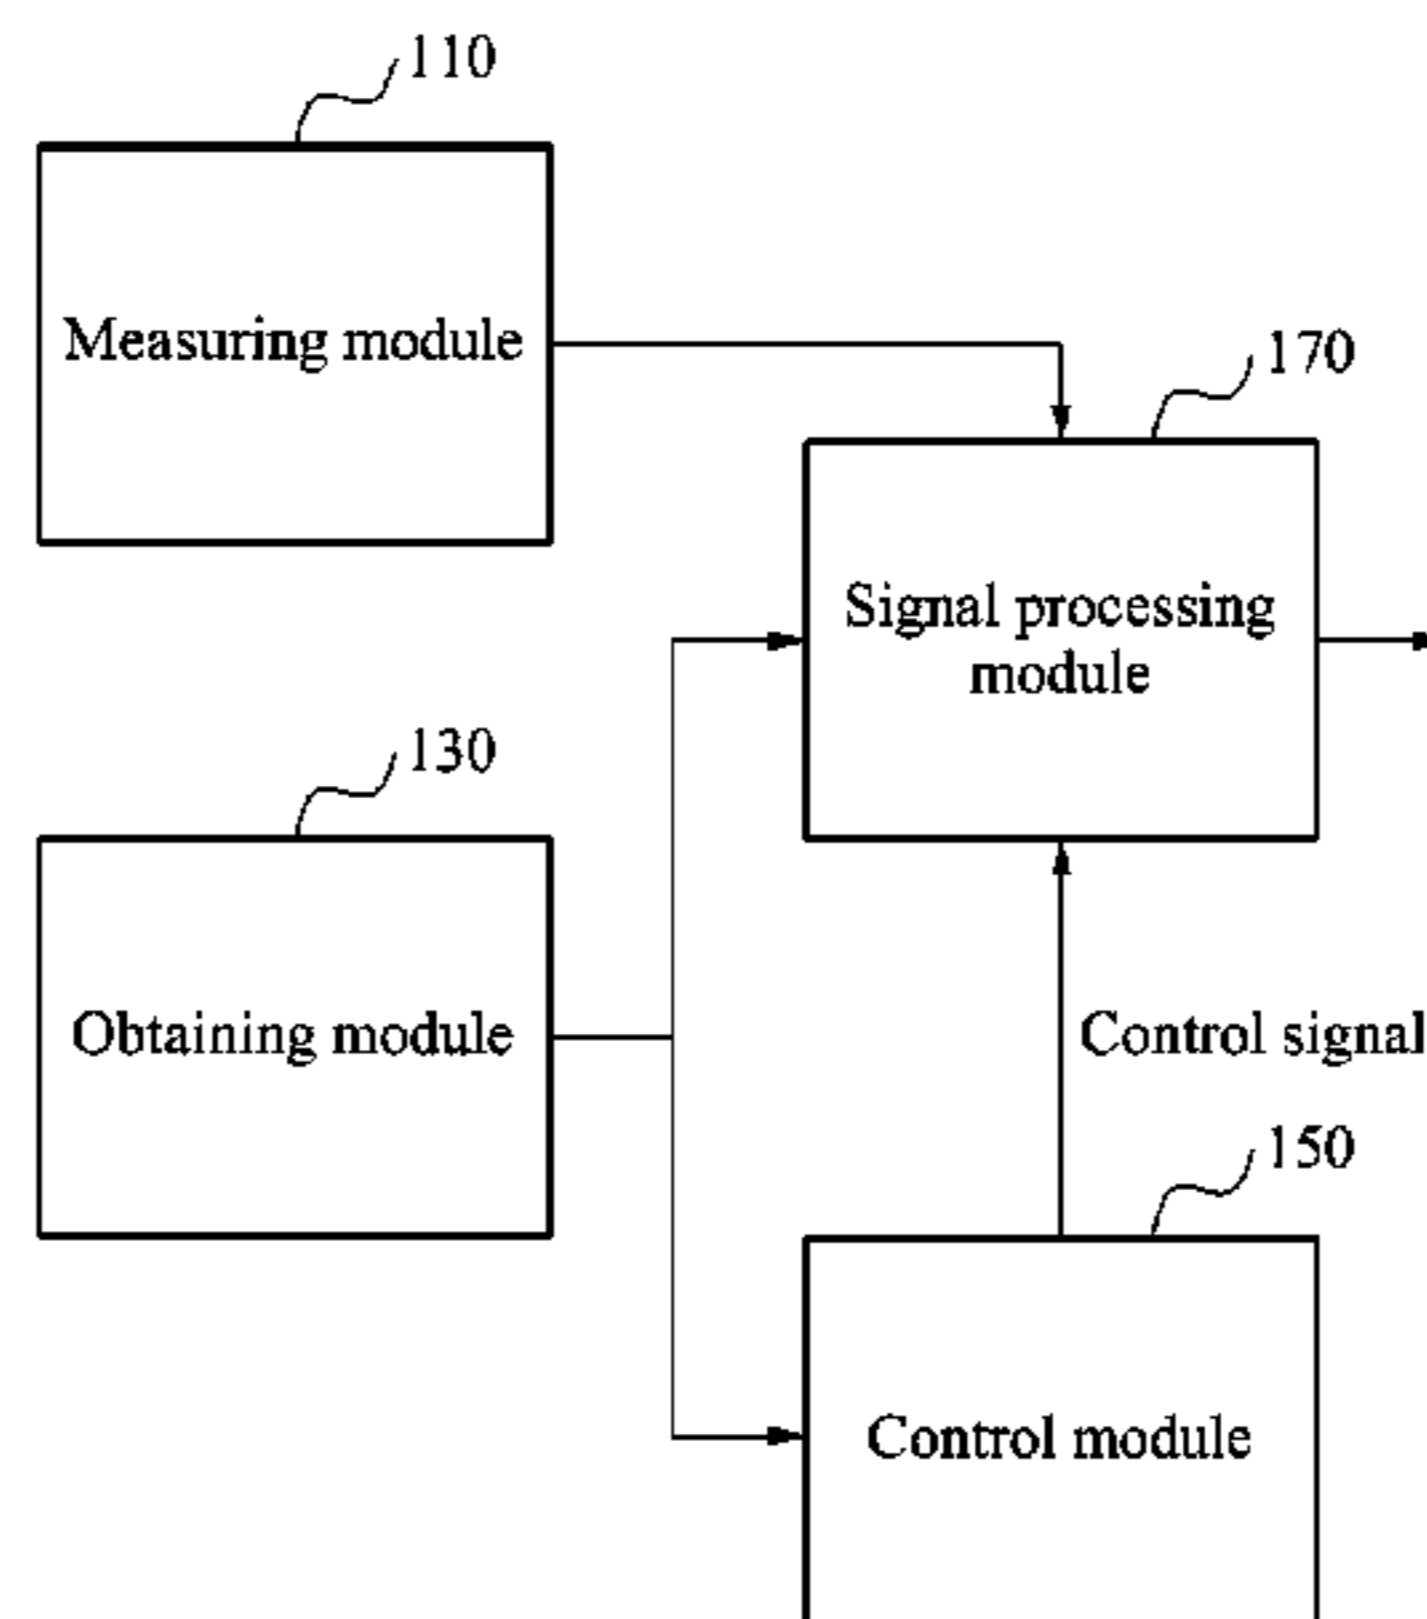 110
Measuring module
170
Signal processing
module
130
Obtaining module
Control signal
150
Control module